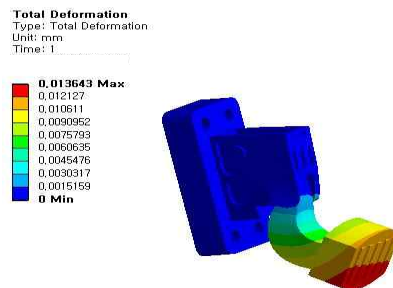 Total Deformation
Type: Total Deformation
Unit: mm
Time: 1
0,013643 Max
0,012127
0,010611
0,0090952
0,0075793
0,0060635
0,0045476
0,0030317
0,0015159
0 Min